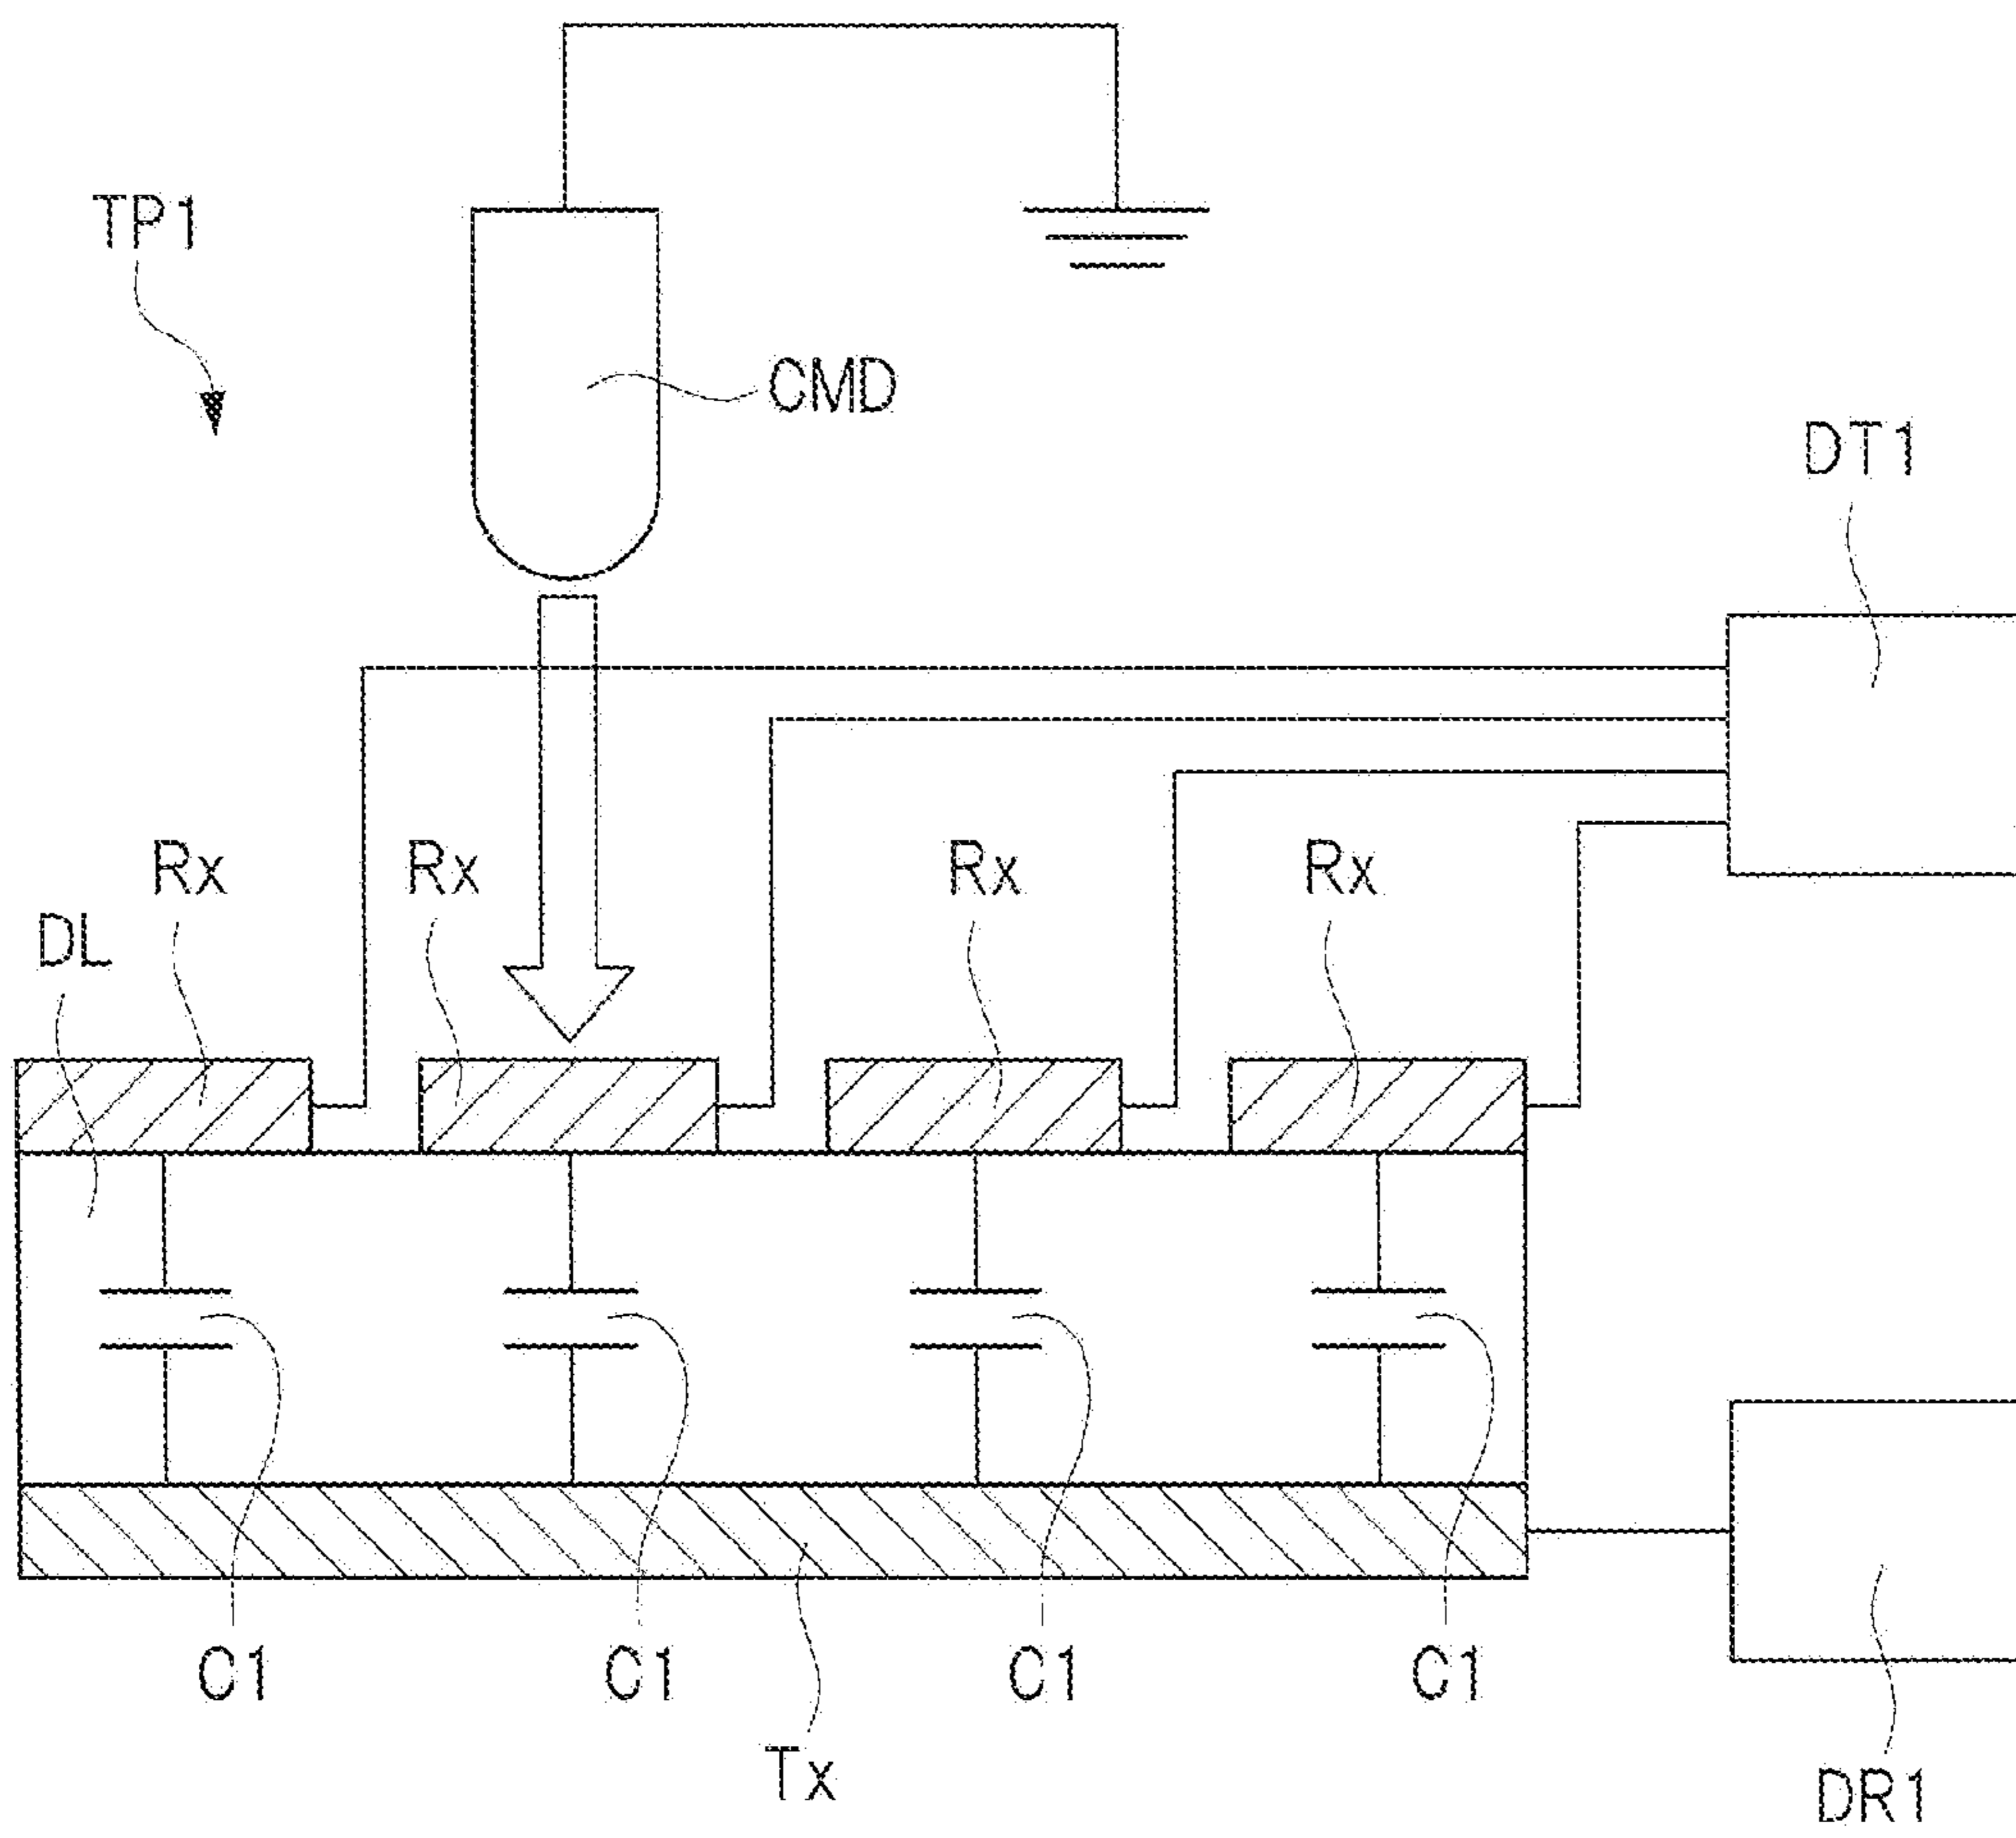 TP1
CMD
DT1
Rx Rx Rx Rx
DL
C1 C1 C1 C1
Tx
DR1